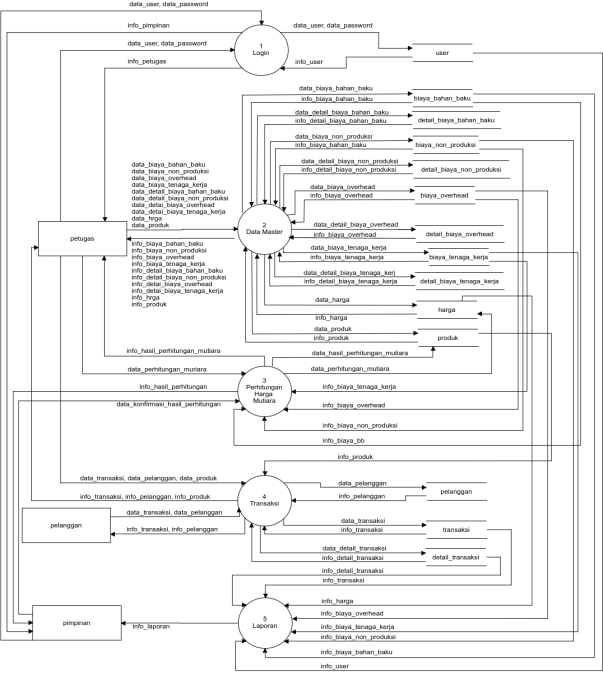 data_user, data_password
info_pimpinan
data_user, data_password
data_user, data_password
info_petugas
1
Login
info_user
user
data_biaya_bahan_baku
info_biaya_bahan_baku
biaya_bahan_baku
data_detail_biaya_bahan_baku
info_detail_biaya_bahan_baku
detail_biaya_bahan_baku
data_biaya_non_produksi
info_biaya_bahan_baku
biaya_non_produksi
data_detail_biaya_non_produksi
info_detail_biaya_non_produksi
detail_biaya_non_produksi
data_biaya_overhead
info_biaya_overhead
biaya_overhead
data_detail_biaya_overhead
info_biaya_overhead
detail_biaya_overhead
data_biaya_tenaga_kerja
info_biaya_tenaga_kerja
biaya_tenaga_kerja
data_detail_biaya_tenaga_kerj
info_detail_biaya_tenaga_kerja
detail_biaya_tenaga_kerja
data_harga
info_harga
harga
data_produk
info_produk
produk
2
Data Master
petugas
data_biaya_bahan_baku
data_biaya_non_produksi
data_biaya_overhead
data_biaya_tenaga_kerja
data_detail_biaya_bahan_baku
data_detail_biaya_non_produksi
data_detai_biaya_overhead
data_detai_biaya_tenaga_kerja
data_hrga
data_produk
info_biaya_bahan_baku
info_biaya_non_produksi
info_biaya_overhead
info_biaya_tenaga_kerja
info_detail_biaya_bahan_baku
info_detail_biaya_non_produksi
info_detai_biaya_overhead
info_detai_biaya_tenaga_kerja
info_hrga
info_produk
info_hasil_perhitungan_mutiara
data_hasil_perhitungan_mutiara
data_perhitungan_muriara
data_perhitungan_mutiara
3
Perhitungan
Harga
Mutiara
info_hasil_perhitungan
data_konfirmasi_hasil_perhitungan
info_biaya_tenaga_kerja
info_biaya_overhead
info_biaya_non_produksi
info_biaya_bb
info_produk
data_transaksi, data_pelanggan, data_produk
info_transaksi, info_pelanggan, info_produk
4
Transaksi
data_pelanggan
info_pelanggan
pelanggan
pelanggan
data_transaksi, data_pelanggan
info_transaksi, info_pelanggan
data_transaksi
info_transaksi
transaksi
data_detail_transaksi
info_detail_transaksi
detail_transaksi
info_detail_transaksi
info_transaksi
info_harga
info_biaya_overhead
info_biaya_tenaga_kerja
info_biaya_non_produksi
info_biaya_bahan_baku
info_user
5
Laporan
info_laporan
pimpinan